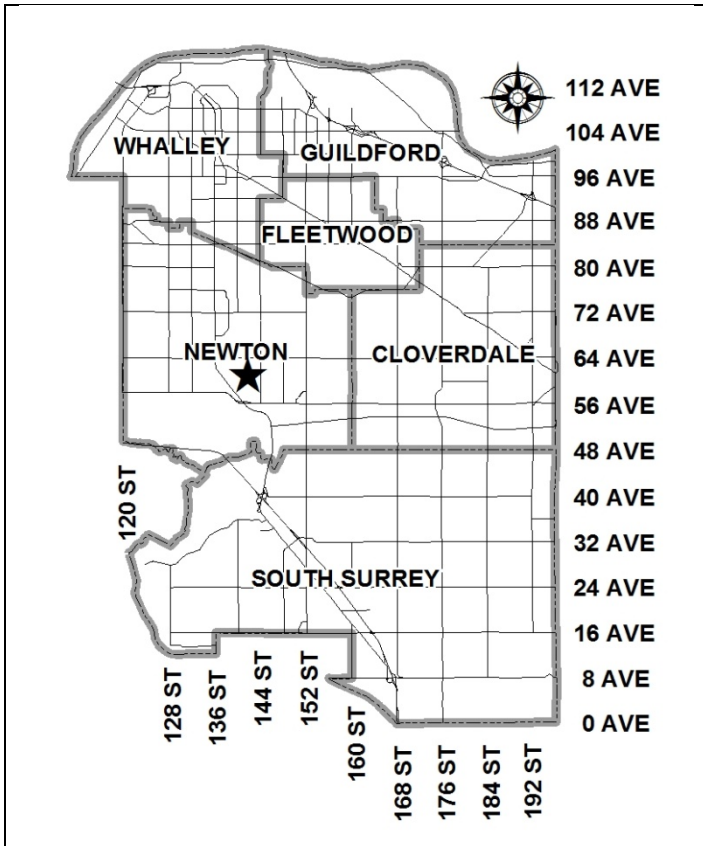 112 AVE
104 AVE
WHALLEY
GUILDFORD
96 AVE
88 AVE
FLEETWOOD
80 AVE
72 AVE
NEWTON
CLOVERDALE
64 AVE
56 AVE
48 AVE
120 ST
40 AVE
32 AVE
SOUTH SURREY
24 AVE
16 AVE
128 ST
136 ST
144 ST
152 ST
160 ST
8 AVE
0 AVE
168 ST
176 ST
184 ST
192 ST